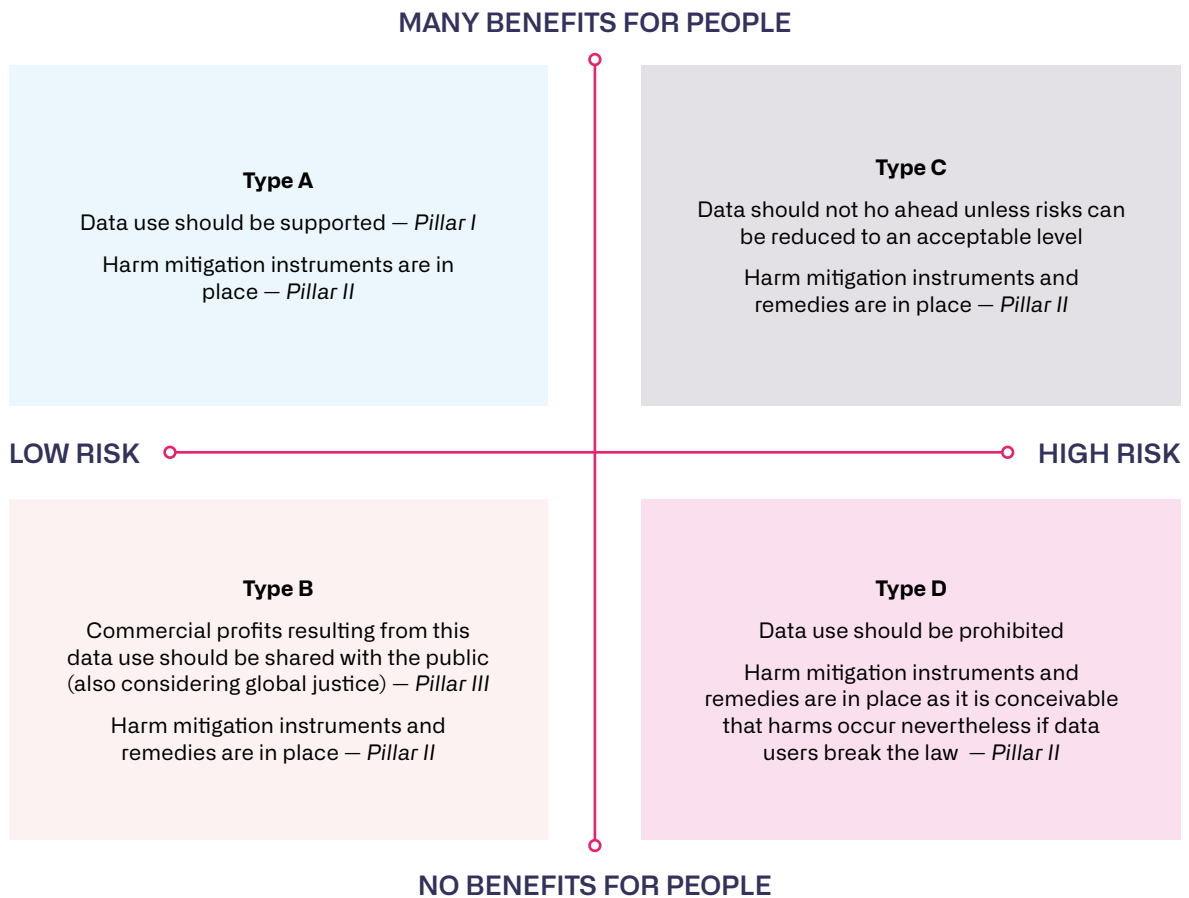 MANY BENEFITS FOR PEOPLE
Type A
Data use should be supported — Pillar I
Harm mitigation instruments are in
place — Pillar II
Type C
Data should not ho ahead unless risks can
be reduced to an acceptable level
Harm mitigation instruments and
remedies are in place — Pillar II
LOW RISK
HIGH RISK
Type B
Commercial profits resulting from this
data use should be shared with the public
(also considering global justice) — Pillar III
Harm mitigation instruments and
remedies are in place — Pillar II
Type D
Data use should be prohibited
Harm mitigation instruments and
remedies are in place as it is conceivable
that harms occur nevertheless if data
users break the law — Pillar II
NO BENEFITS FOR PEOPLE